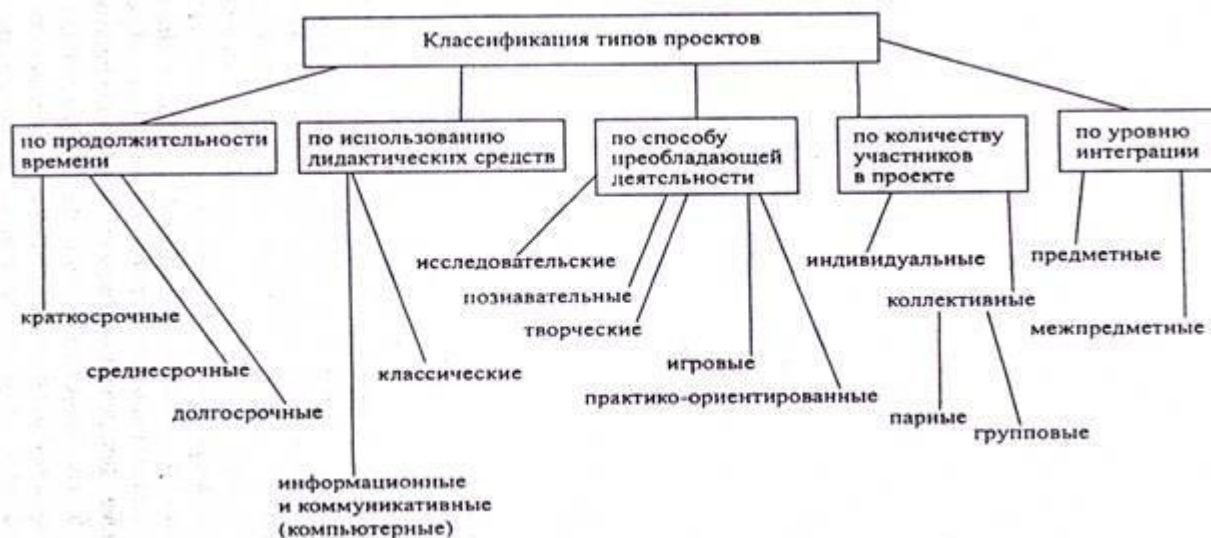 Классификация типов проектов
по продолжительности
времени
по использованию
дидактических средств
по способу
преобладающей
деятельности
по количеству
участников
в проекте
по уровню
интеграции
исследовательские
индивидуальные
предметные
познавательные
коллективные
краткосрочные
творческие
межпредметные
среднесрочные
классические
игровые
долгосрочные
практико-ориентированные
парные
групповые
информационные
и коммуникативные
(компьютерные)